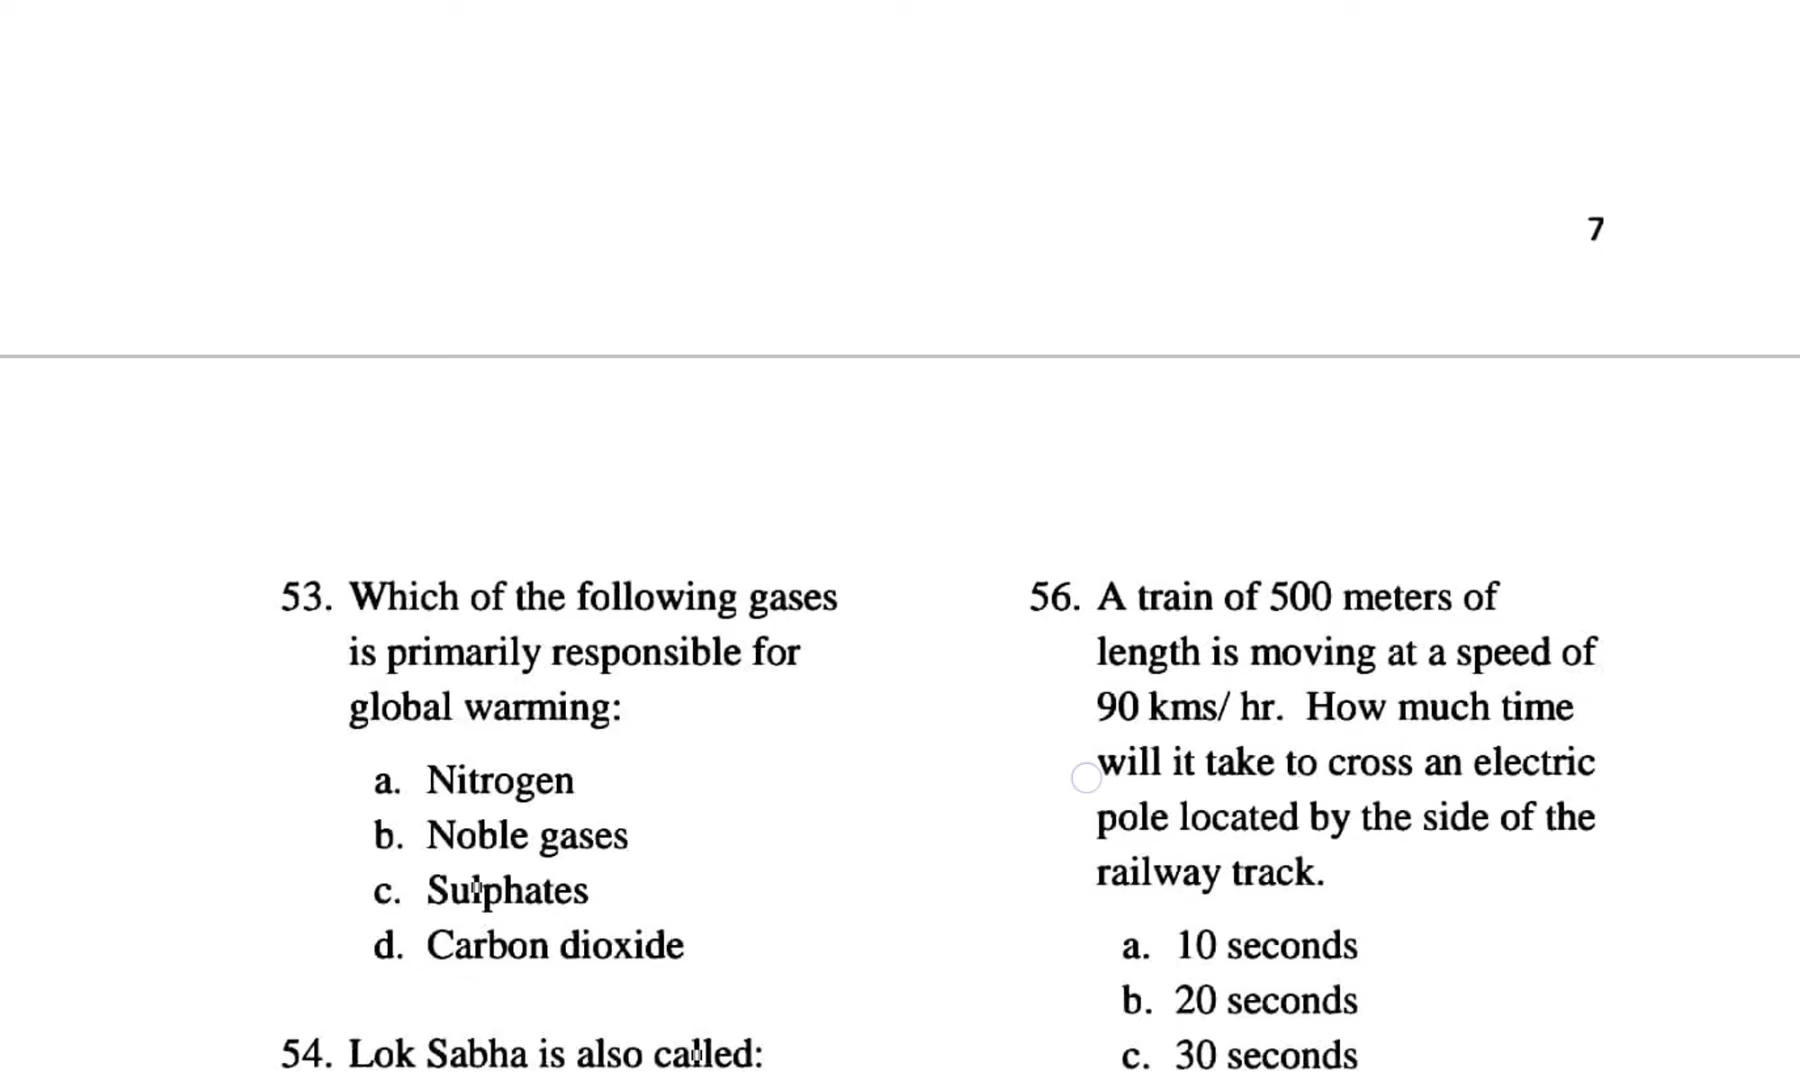 7
53. Which of the following gases
is primarily responsible for
global warming:
a. Nitrogen
b. Noble gases
c. Sulphates
d. Carbon dioxide
54. Lok Sabha is also called:
56. A train of 500 meters of
length is moving at a speed of
90 kms/ hr. How much time
will it take to cross an electric
pole located by the side of the
railway track.
a. 10 seconds
b. 20 seconds
c. 30 seconds